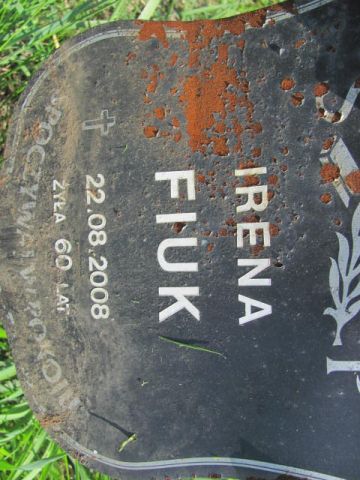 IRENA
FIUK
✝ 22.08.2008
ŻYŁA 60 LAT
SPOCZYWAJ W POKOJU